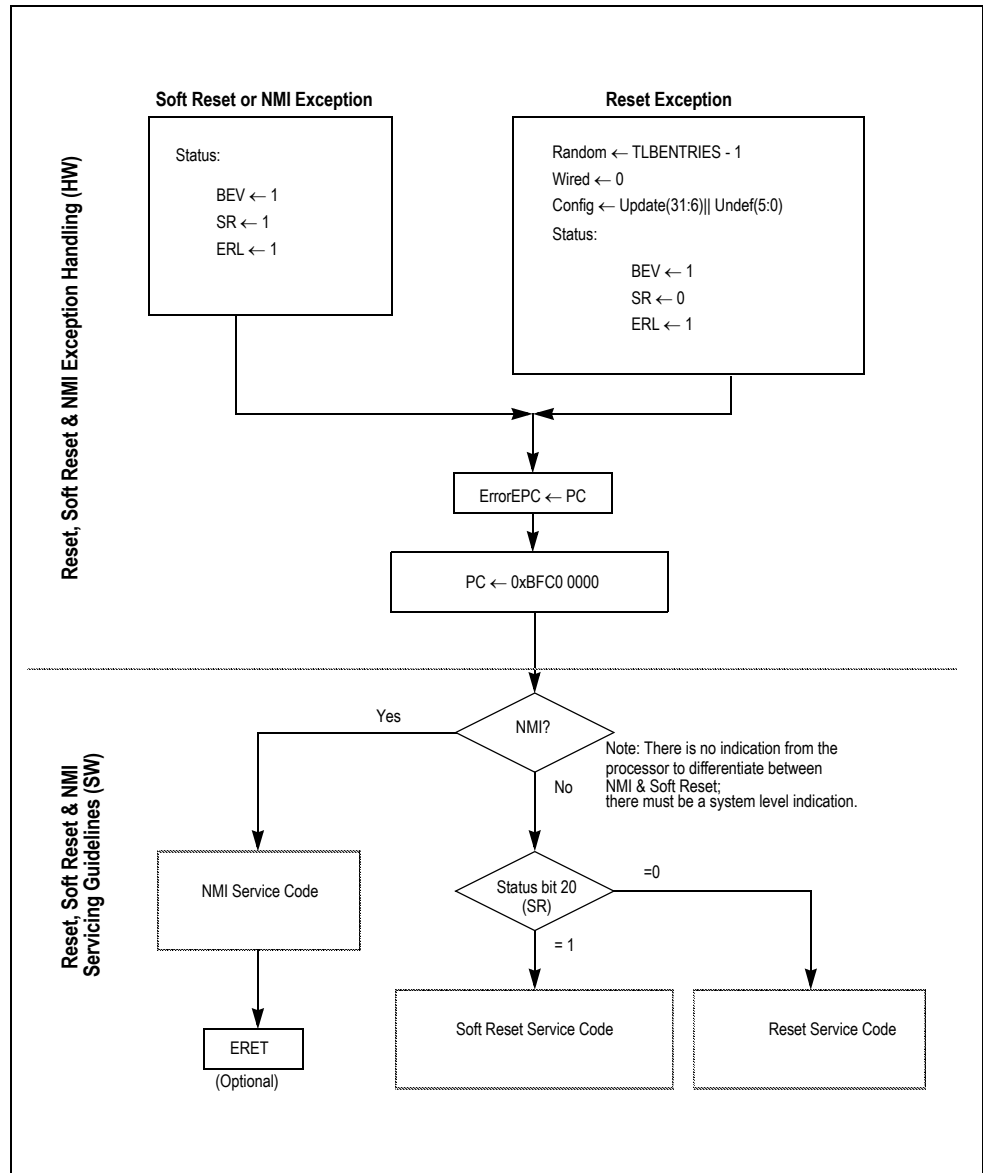 Soft Reset or NMI Exception
Reset Exception
Reset, Soft Reset & NMI Exception Handling (HW)
Status:
BEV ← 1
SR ← 1
ERL ← 1
Random ← TLBENTRIES - 1
Wired ← 0
Config ← Update(31:6)|| Undef(5:0)
Status:
BEV ← 1
SR ← 0
ERL ← 1
ErrorEPC ← PC
PC ← 0xBFC0 0000
Reset, Soft Reset & NMI
Servicing Guidelines (SW)
Yes
NMI?
No
Note: There is no indication from the
processor to differentiate between
NMI & Soft Reset;
there must be a system level indication.
NMI Service Code
Status bit 20
(SR)
=0
= 1
Soft Reset Service Code
Reset Service Code
ERET
(Optional)